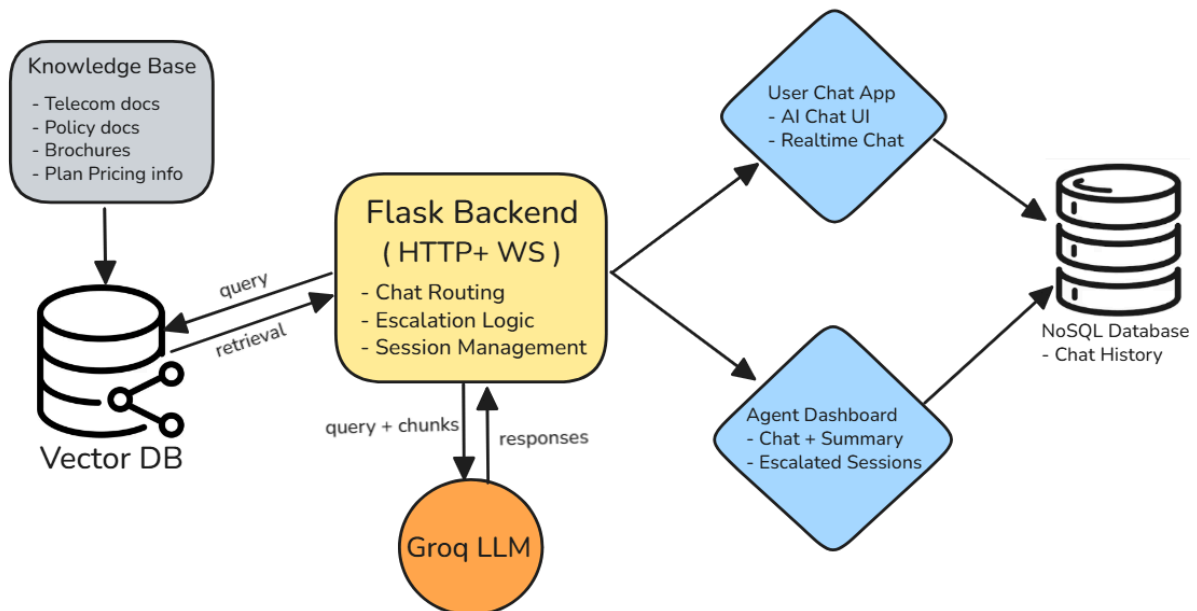 Knowledge Base
- Telecom docs
- Policy docs
- Brochures
- Plan Pricing info
Vector DB
query
retrieval
Flask Backend
( HTTP+ WS )
- Chat Routing
- Escalation Logic
- Session Management
query + chunks
responses
Groq LLM
User Chat App
- AI Chat UI
- Realtime Chat
Agent Dashboard
- Chat + Summary
- Escalated Sessions
NoSQL Database
- Chat History